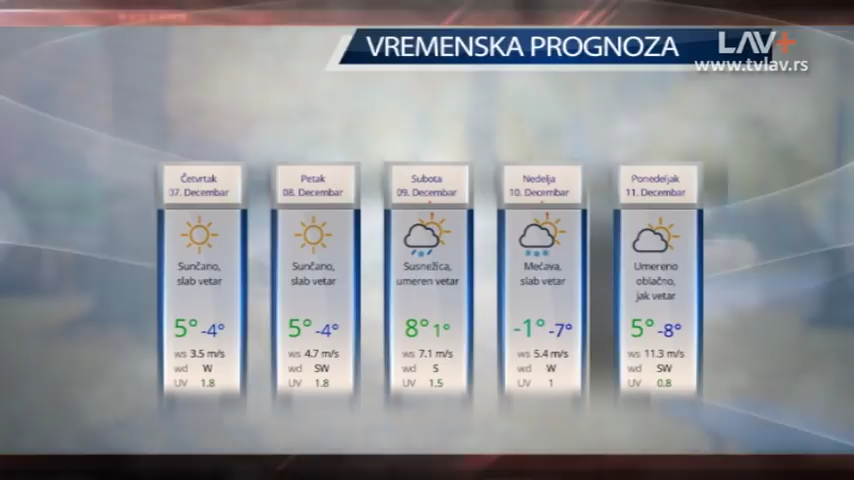 VREMENSKA PROGNOZA
LAV+
www.tvlav.rs
Četvrtak
07. Decembar
Sunčano,
slab vetar
5° -4°
ws 3.5 m/s
wd W
UV 1.8
Petak
08. Decembar
Sunčano,
slab vetar
5° -4°
ws 4.7 m/s
wd SW
UV 1.8
Subota
09. Decembar
Susnežica,
umeren vetar
8° 1°
ws 7.1 m/s
wd S
UV 1.5
Nedelja
10. Decembar
Mećava,
slab vetar
-1° -7°
ws 5.4 m/s
wd W
UV 1
Ponedeljak
11. Decembar
Umereno
oblačno,
jak vetar
5° -8°
ws 11.3 m/s
wd SW
UV 0.8